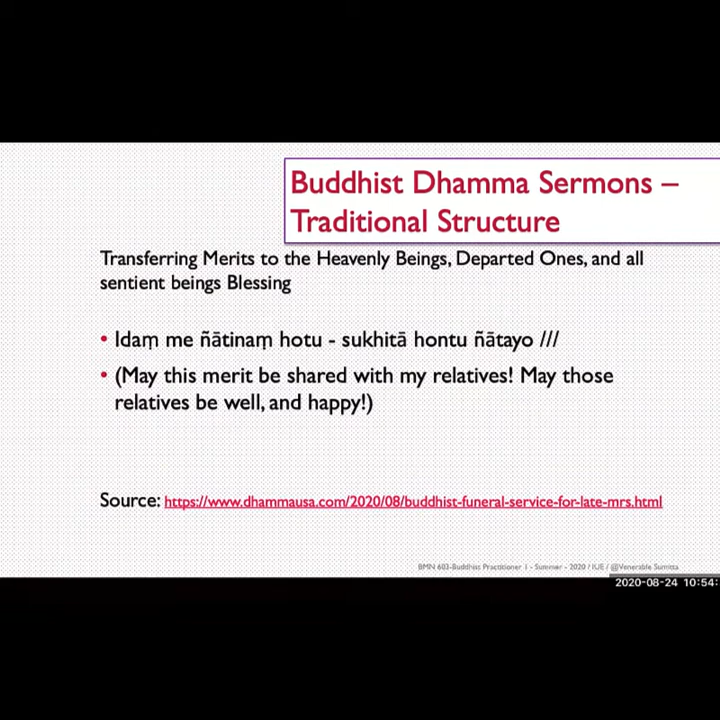 Buddhist Dhamma Sermons –
Traditional Structure
Transferring Merits to the Heavenly Beings, Departed Ones, and all
sentient beings Blessing
• Idaṃ me ñātinaṃ hotu - sukhitā hontu ñātayo ///
• (May this merit be shared with my relatives! May those
relatives be well, and happy!)
Source: https://www.dhammausa.com/2020/08/buddhist-funeral-service-for-late-mrs.html
BMN 603-Buddhist Practitioner 1 - Summer - 2020 / IUE / @Venerable Sumitta
2020-08-24 10:54: